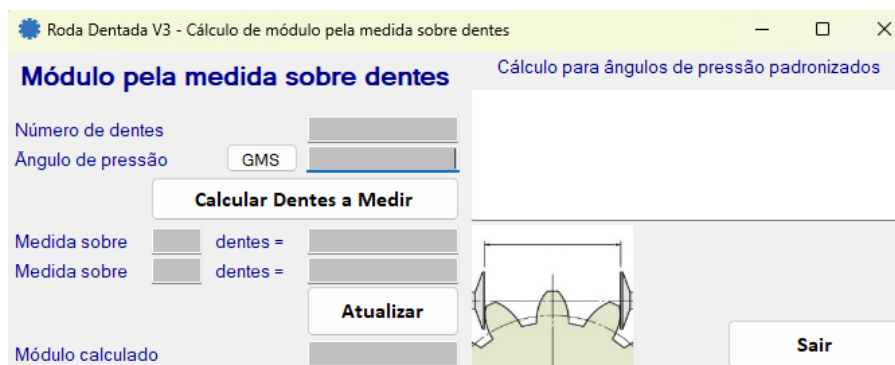 Roda Dentada V3 - Cálculo de módulo pela medida sobre dentes
Módulo pela medida sobre dentes
Cálculo para ângulos de pressão padronizados
Número de dentes
Ângulo de pressão GMS
Calcular Dentes a Medir
Medida sobre dentes =
Medida sobre dentes =
Atualizar
Módulo calculado
Sair